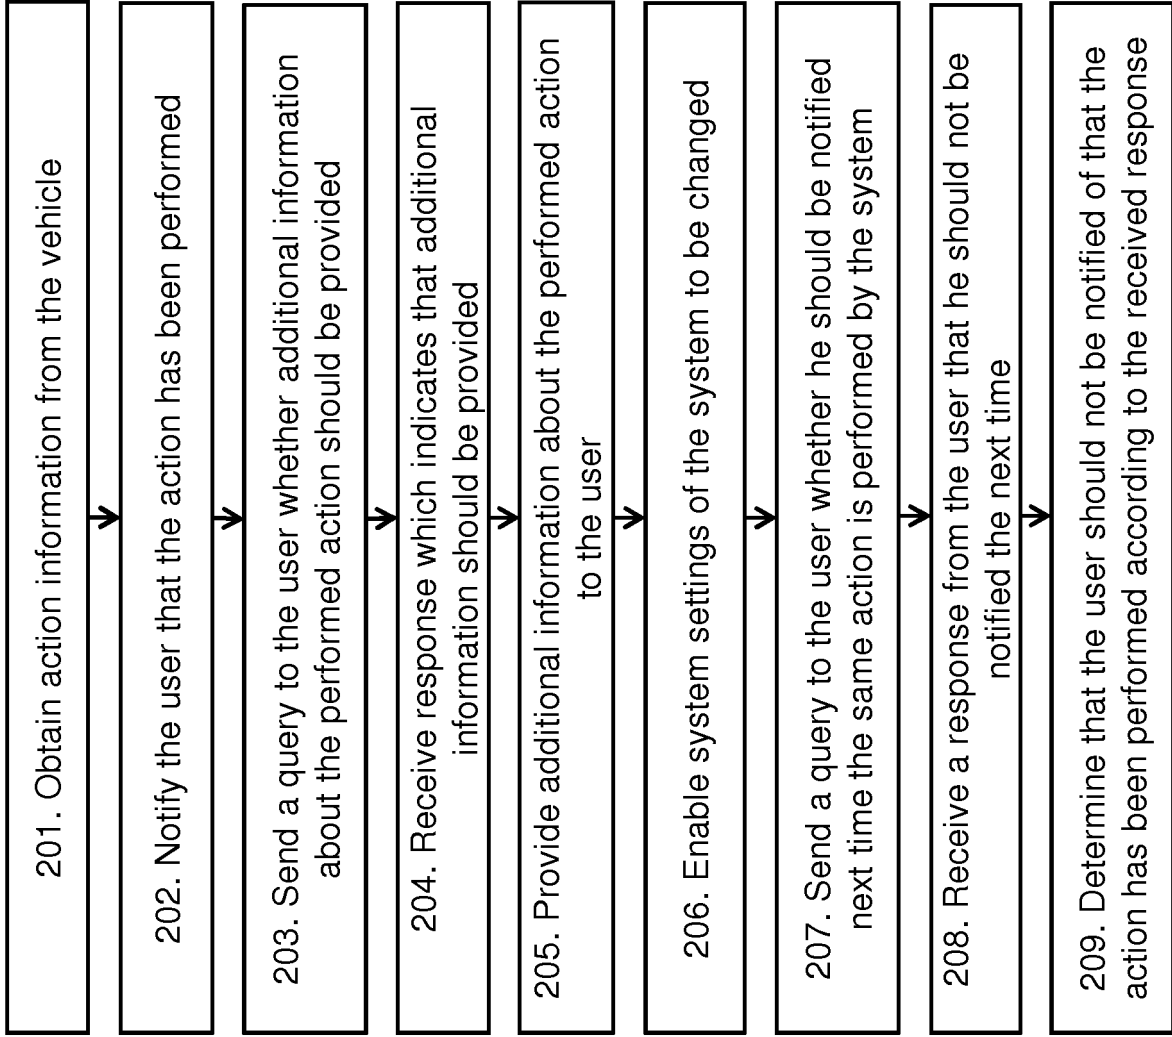 201. Obtain action information from the vehicle
202. Notify the user that the action has been performed
203. Send a query to the user whether additional information
about the performed action should be provided
204. Receive response which indicates that additional
information should be provided
205. Provide additional information about the performed action
to the user
206. Enable system settings of the system to be changed
207. Send a query to the user whether he should be notified
next time the same action is performed by the system
208. Receive a response from the user that he should not be
notified the next time
209. Determine that the user should not be notified of that the
action has been performed according to the received response